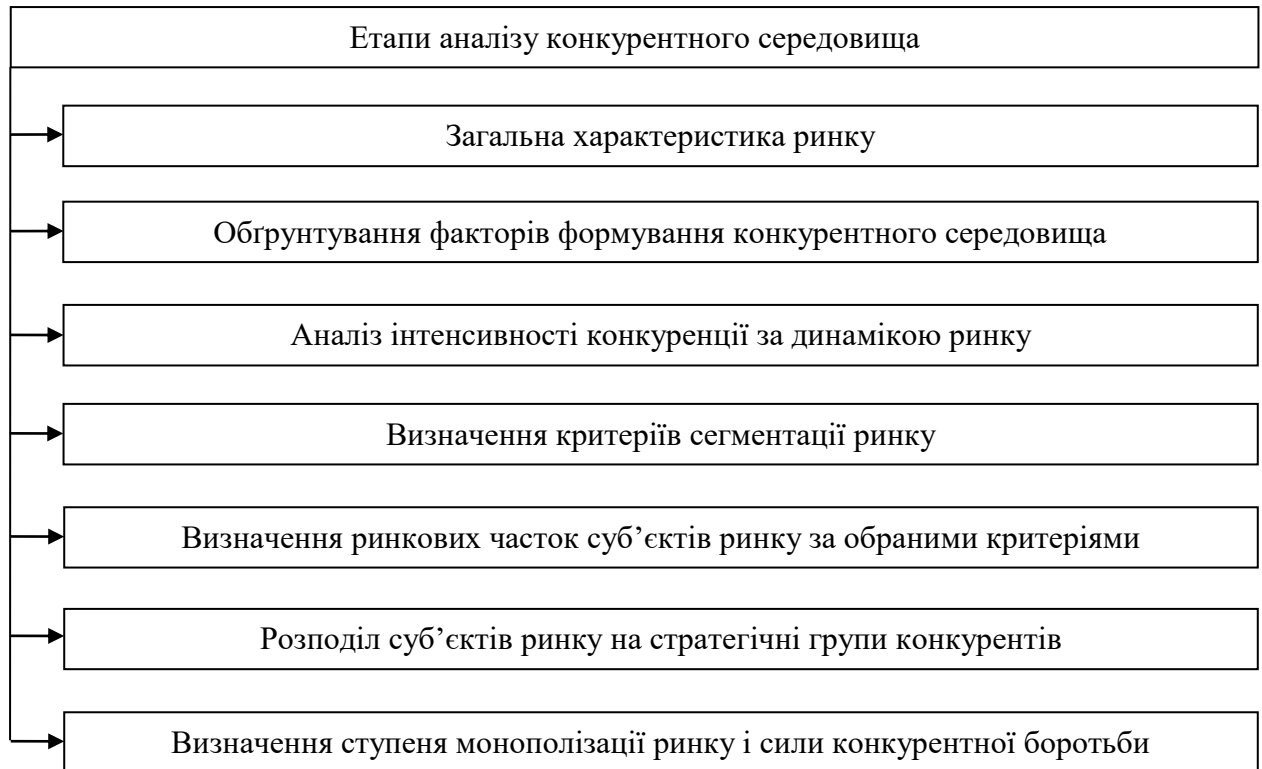 Етапи аналізу конкурентного середовища
Загальна характеристика ринку
Обґрунтування факторів формування конкурентного середовища
Аналіз інтенсивності конкуренції за динамікою ринку
Визначення критеріїв сегментації ринку
Визначення ринкових часток суб’єктів ринку за обраними критеріями
Розподіл суб’єктів ринку на стратегічні групи конкурентів
Визначення ступеня монополізації ринку і сили конкурентної боротьби